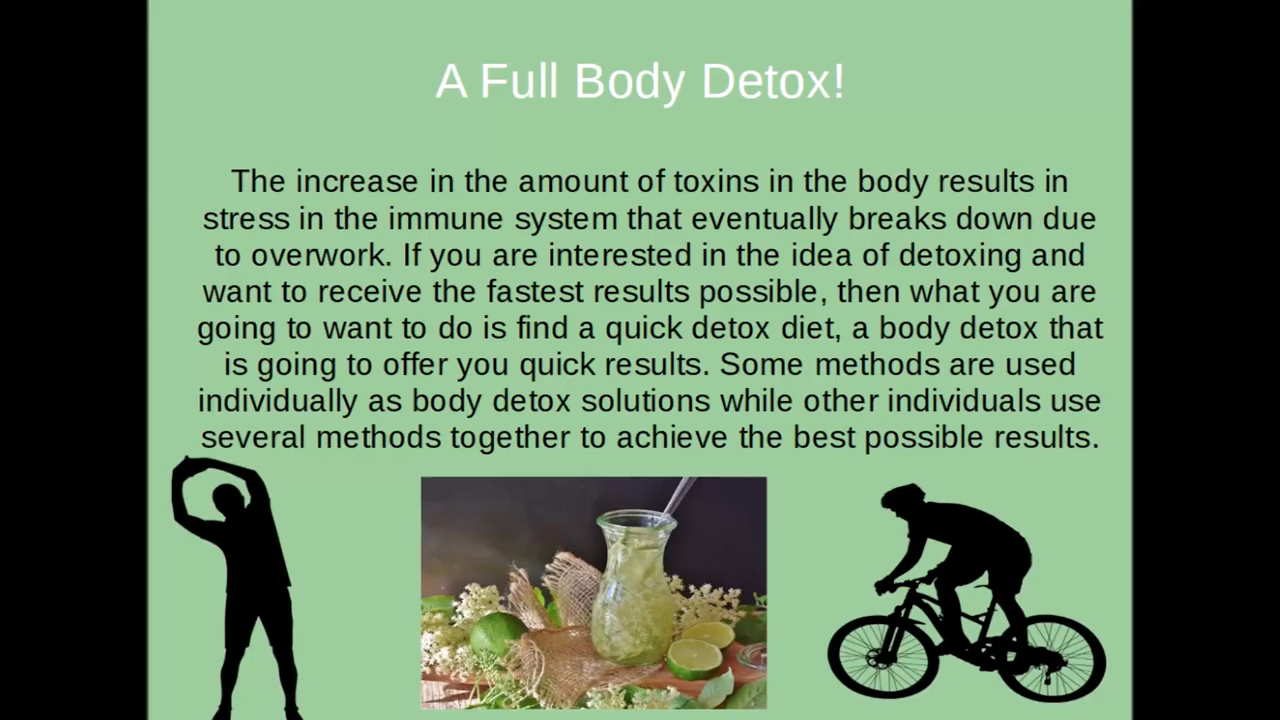 A Full Body Detox!
The increase in the amount of toxins in the body results in
stress in the immune system that eventually breaks down due
to overwork. If you are interested in the idea of detoxing and
want to receive the fastest results possible, then what you are
going to want to do is find a quick detox diet, a body detox that
is going to offer you quick results. Some methods are used
individually as body detox solutions while other individuals use
several methods together to achieve the best possible results.